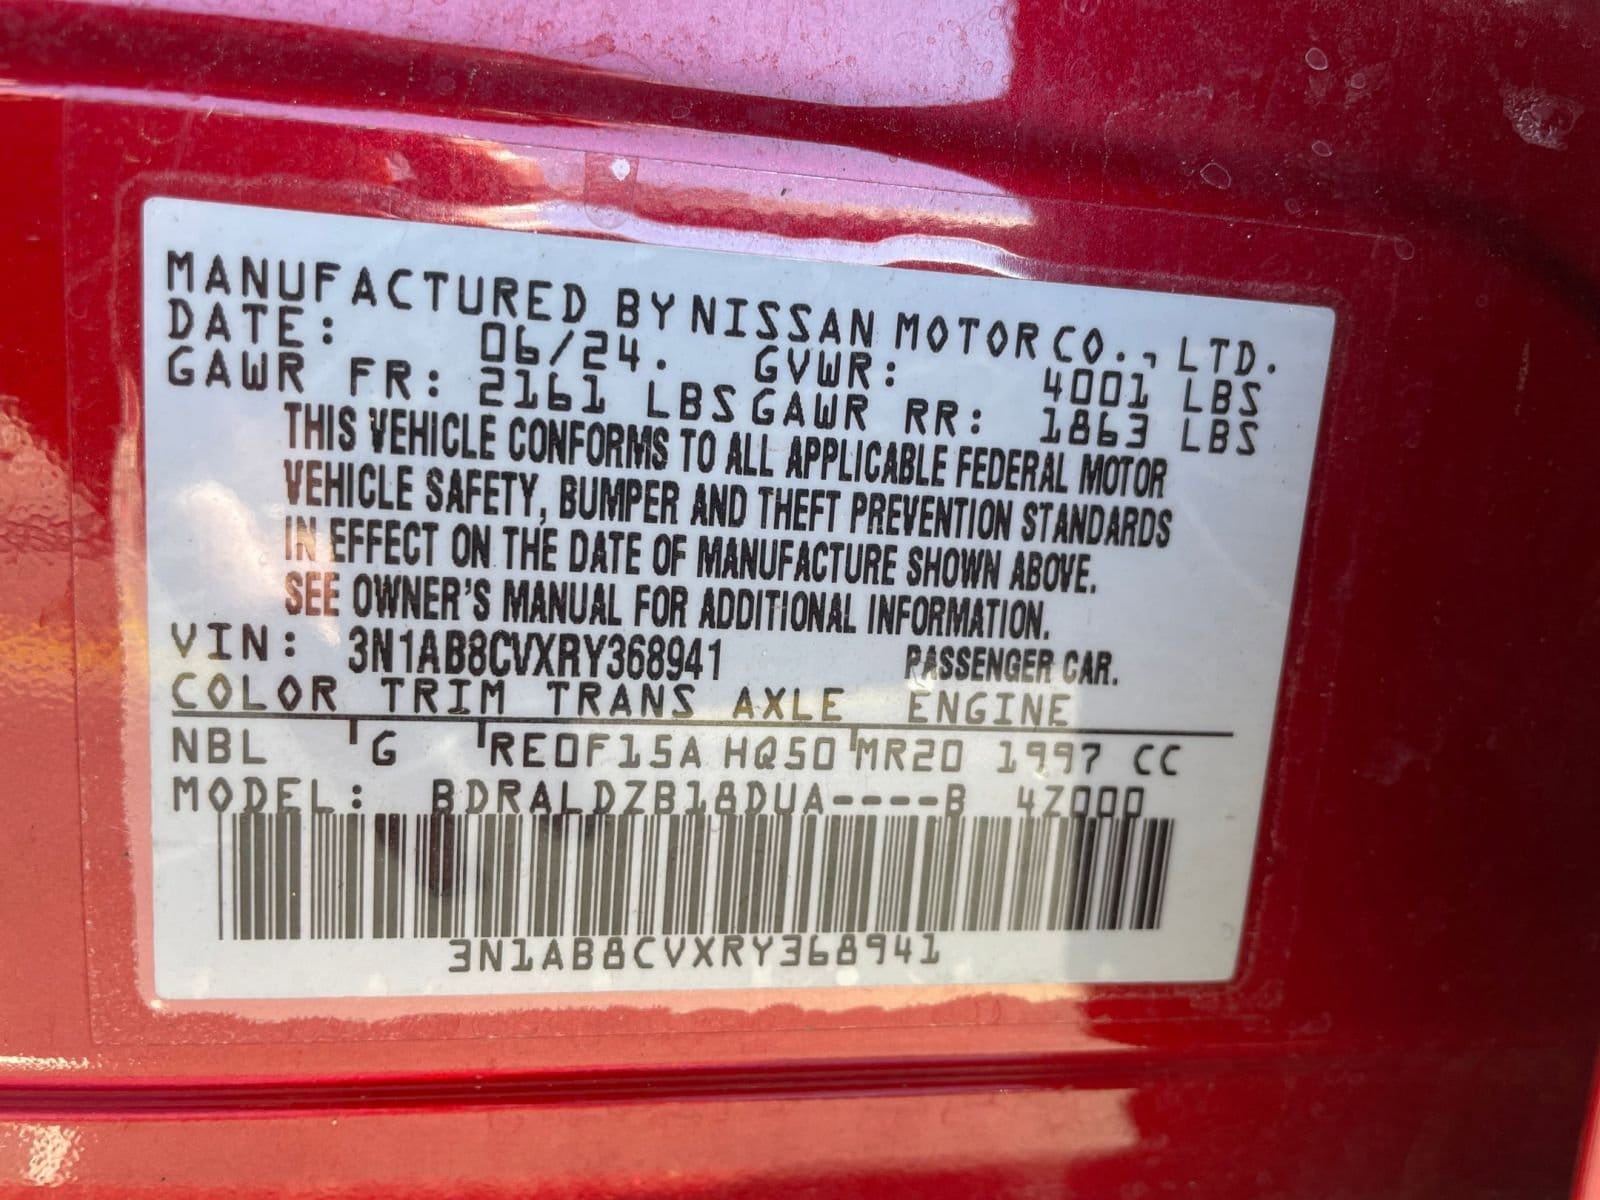 MANUFACTURED BY NISSAN MOTOR CO., LTD.
DATE: 06/24. GVWR: 4001 LBS
GAWR FR: 2161 LBS GAWR RR: 1863 LBS
THIS VEHICLE CONFORMS TO ALL APPLICABLE FEDERAL MOTOR
VEHICLE SAFETY, BUMPER AND THEFT PREVENTION STANDARDS
IN EFFECT ON THE DATE OF MANUFACTURE SHOWN ABOVE.
SEE OWNER'S MANUAL FOR ADDITIONAL INFORMATION.
VIN: 3N1AB8CVXRY368941 PASSENGER CAR.
COLOR TRIM TRANS AXLE ENGINE
NBL G RE0F15A HQ50 MR20 1997 CC
MODEL: BDRALDZB18DUA----B 4Z000
3N1AB8CVXRY368941